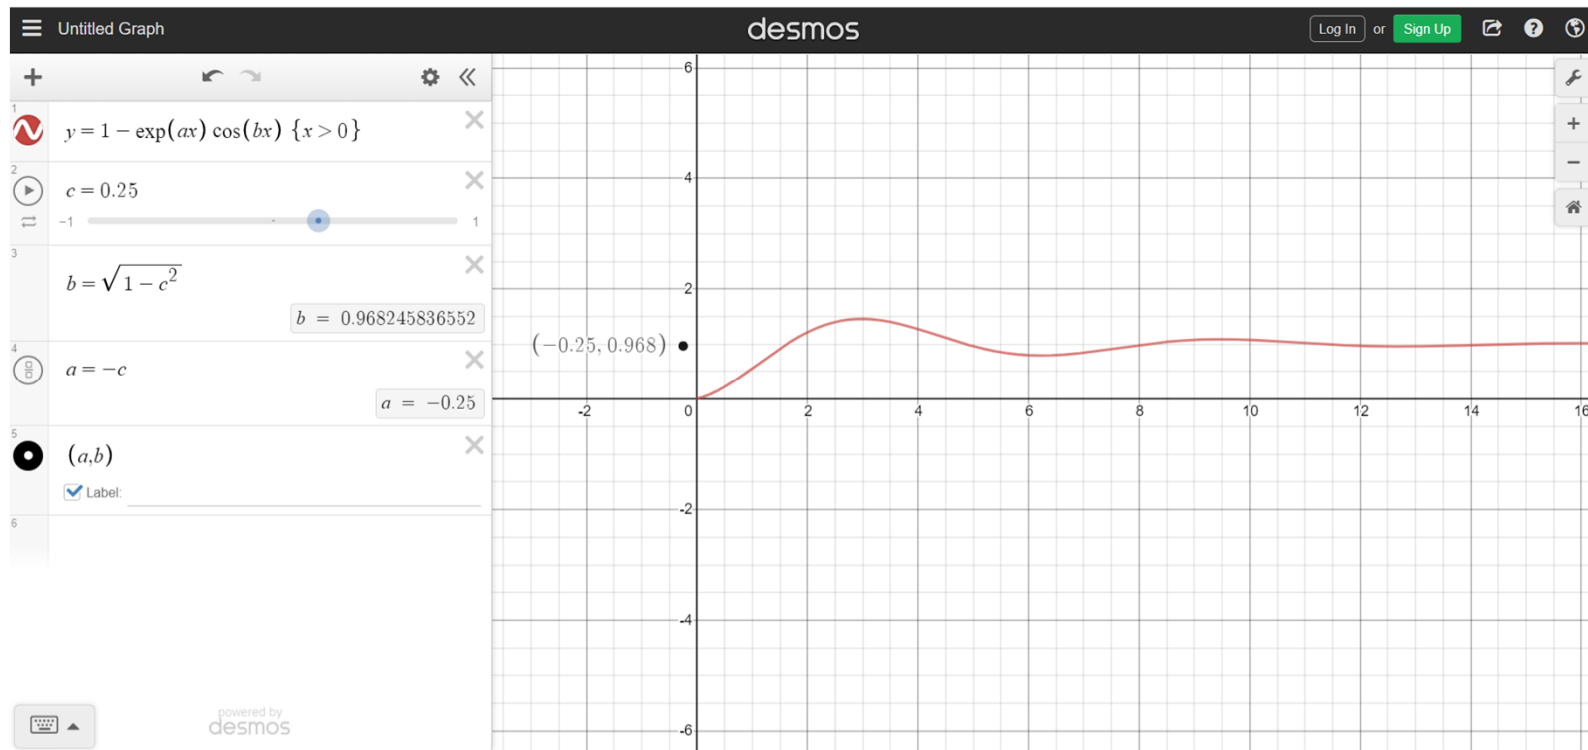 Untitled Graph
desmos
Log In or Sign Up
1
y = 1 − exp(ax) cos(bx) {x > 0}
2
c = 0.25
−1
1
3
b = √1 − c²
b = 0.968245836552
4
a = −c
a = −0.25
5
(a,b)
Label:
6
powered by
desmos
6
4
2
(−0.25, 0.968)
-2
0
2
4
6
8
10
12
14
16
-2
-4
-6